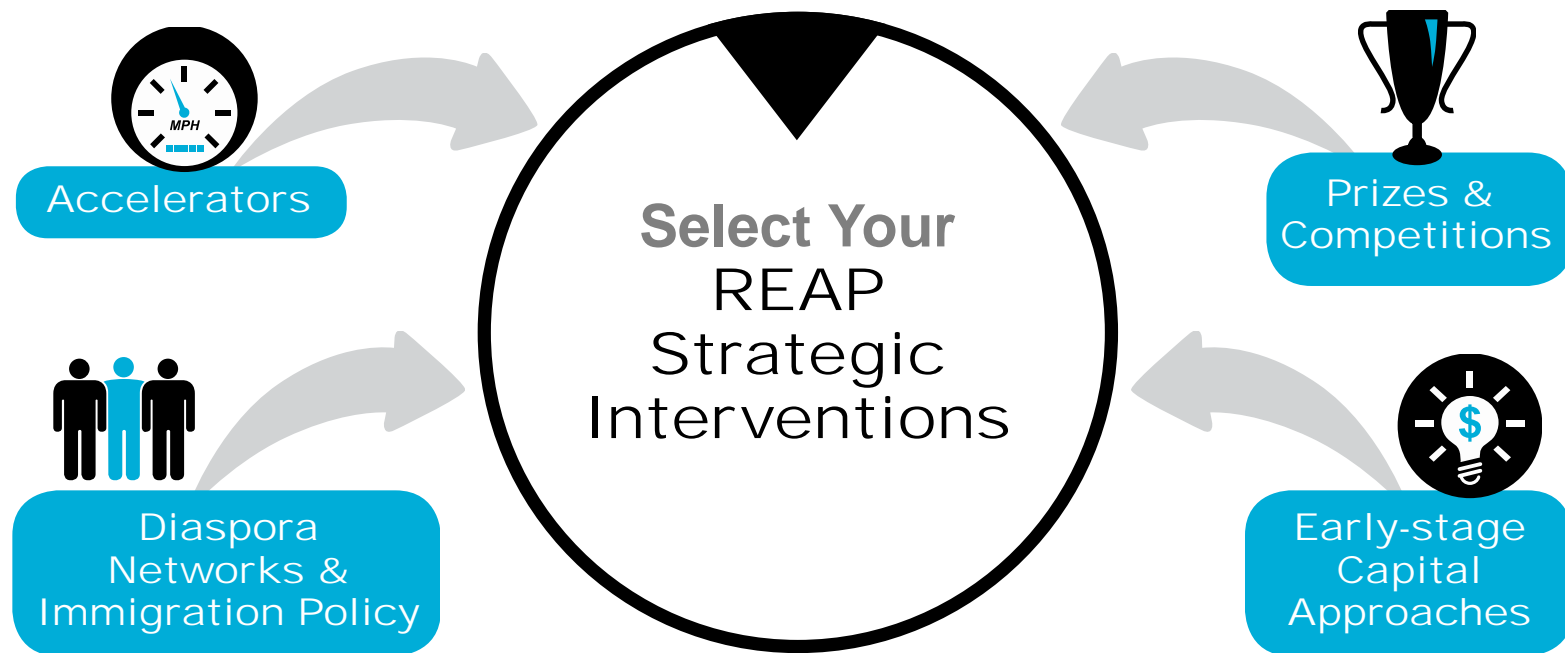 MPH
Accelerators
Prizes &
Competitions
Select Your
REAP
Strategic
Interventions
Diaspora
Networks &
Immigration Policy
$
Early-stage
Capital
Approaches